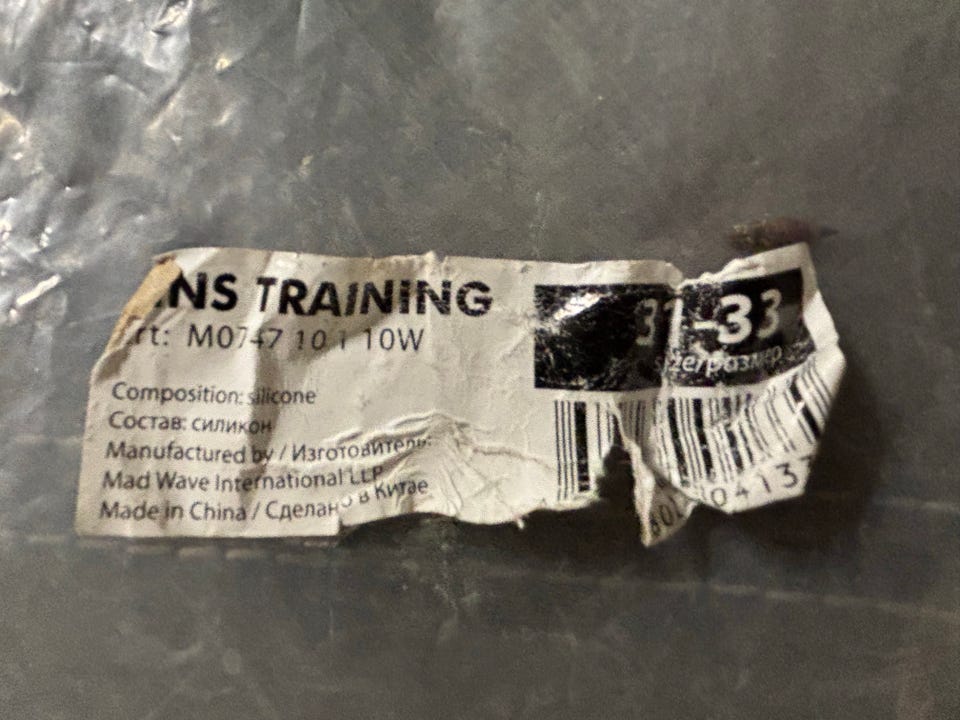 NS TRAINING
rt: M0747 10 1 10W
Composition: silicone
Состав: силикон
Manufactured by / Изготовитель:
Mad Wave International LLP
Made in China / Сделано в Китае
-33
size/размер
0413